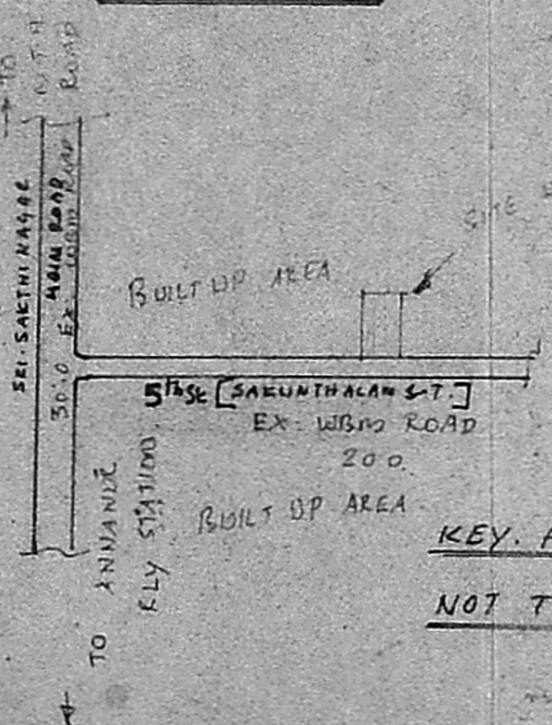 TO
NTH
ROAD
SRI. SAKTHI NAGAR
MAIN ROAD
30'.0 EX.
SITE
BUILT UP AREA
5th St [SAKUNTHALAM ST.]
EX. WBM ROAD
20 0
BUILT UP AREA
TO ANNANUR
RLY STATION
KEY.
NOT T